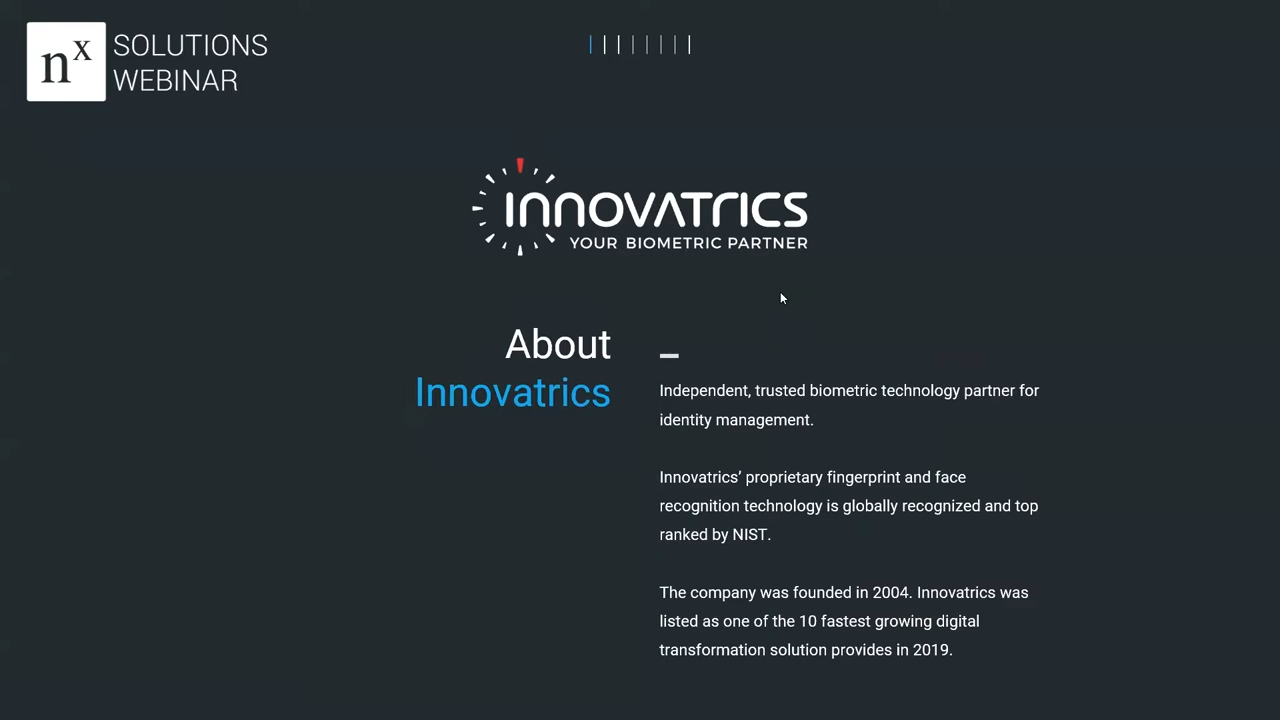 nx
SOLUTIONS
WEBINAR
INNOVATRICS
YOUR BIOMETRIC PARTNER
About
Innovatrics
Independent, trusted biometric technology partner for
identity management.
Innovatrics’ proprietary fingerprint and face
recognition technology is globally recognized and top
ranked by NIST.
The company was founded in 2004. Innovatrics was
listed as one of the 10 fastest growing digital
transformation solution provides in 2019.